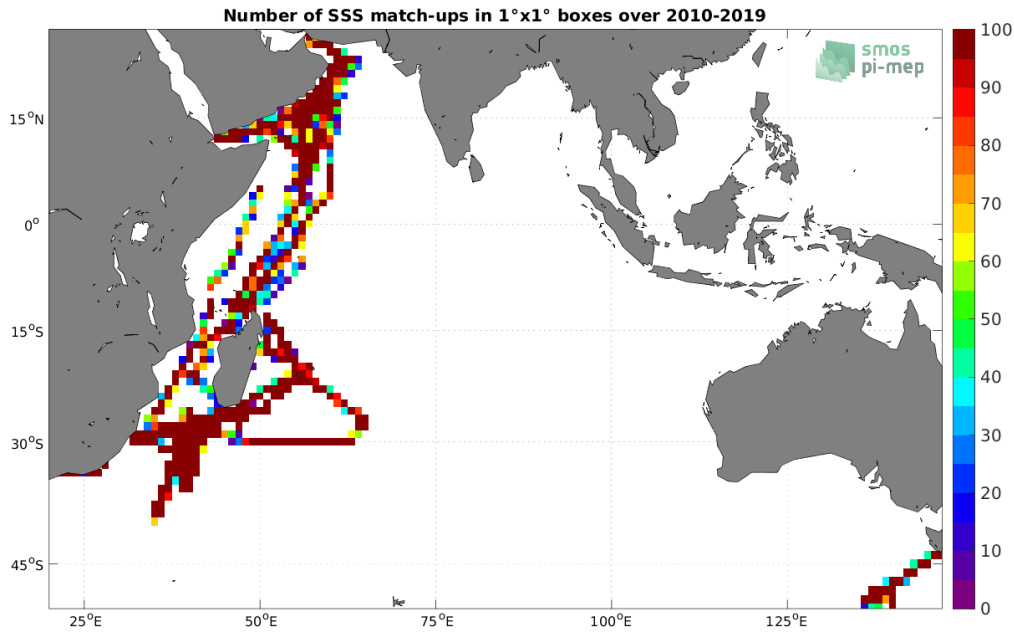 Number of SSS match-ups in 1°x1° boxes over 2010-2019
smos
pi-mep
100
90
80
70
60
50
40
30
20
10
0
15°N
0°
15°S
30°S
45°S
25°E
50°E
75°E
100°E
125°E